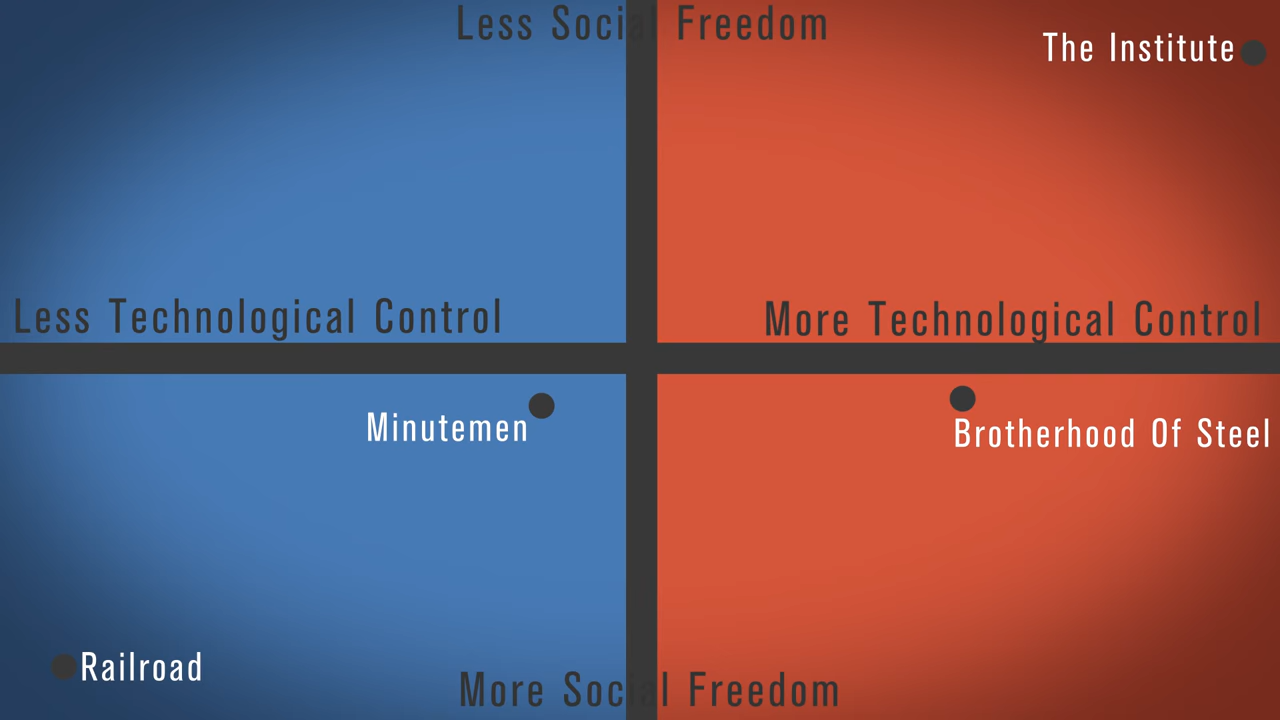 Less Social Freedom
The Institute
Less Technological Control
More Technological Control
Minutemen
Brotherhood Of Steel
Railroad
More Social Freedom